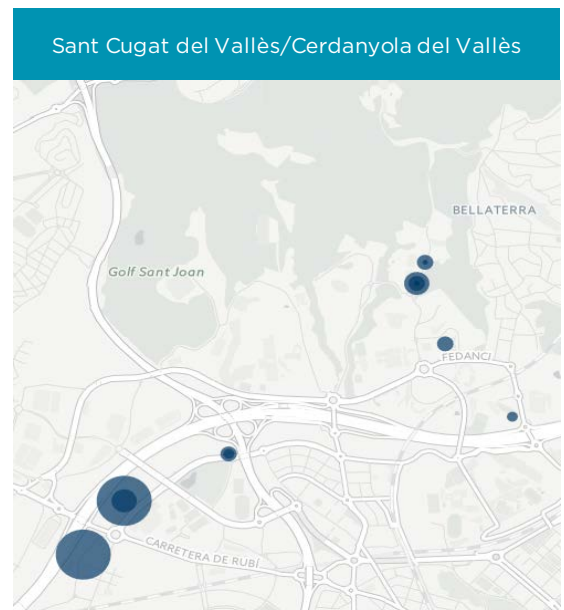 Sant Cugat del Vallès/Cerdanyola del Vallès
BELLATERRA
Golf Sant Joan
FEDANCI
CARRETERA DE RUBÍ